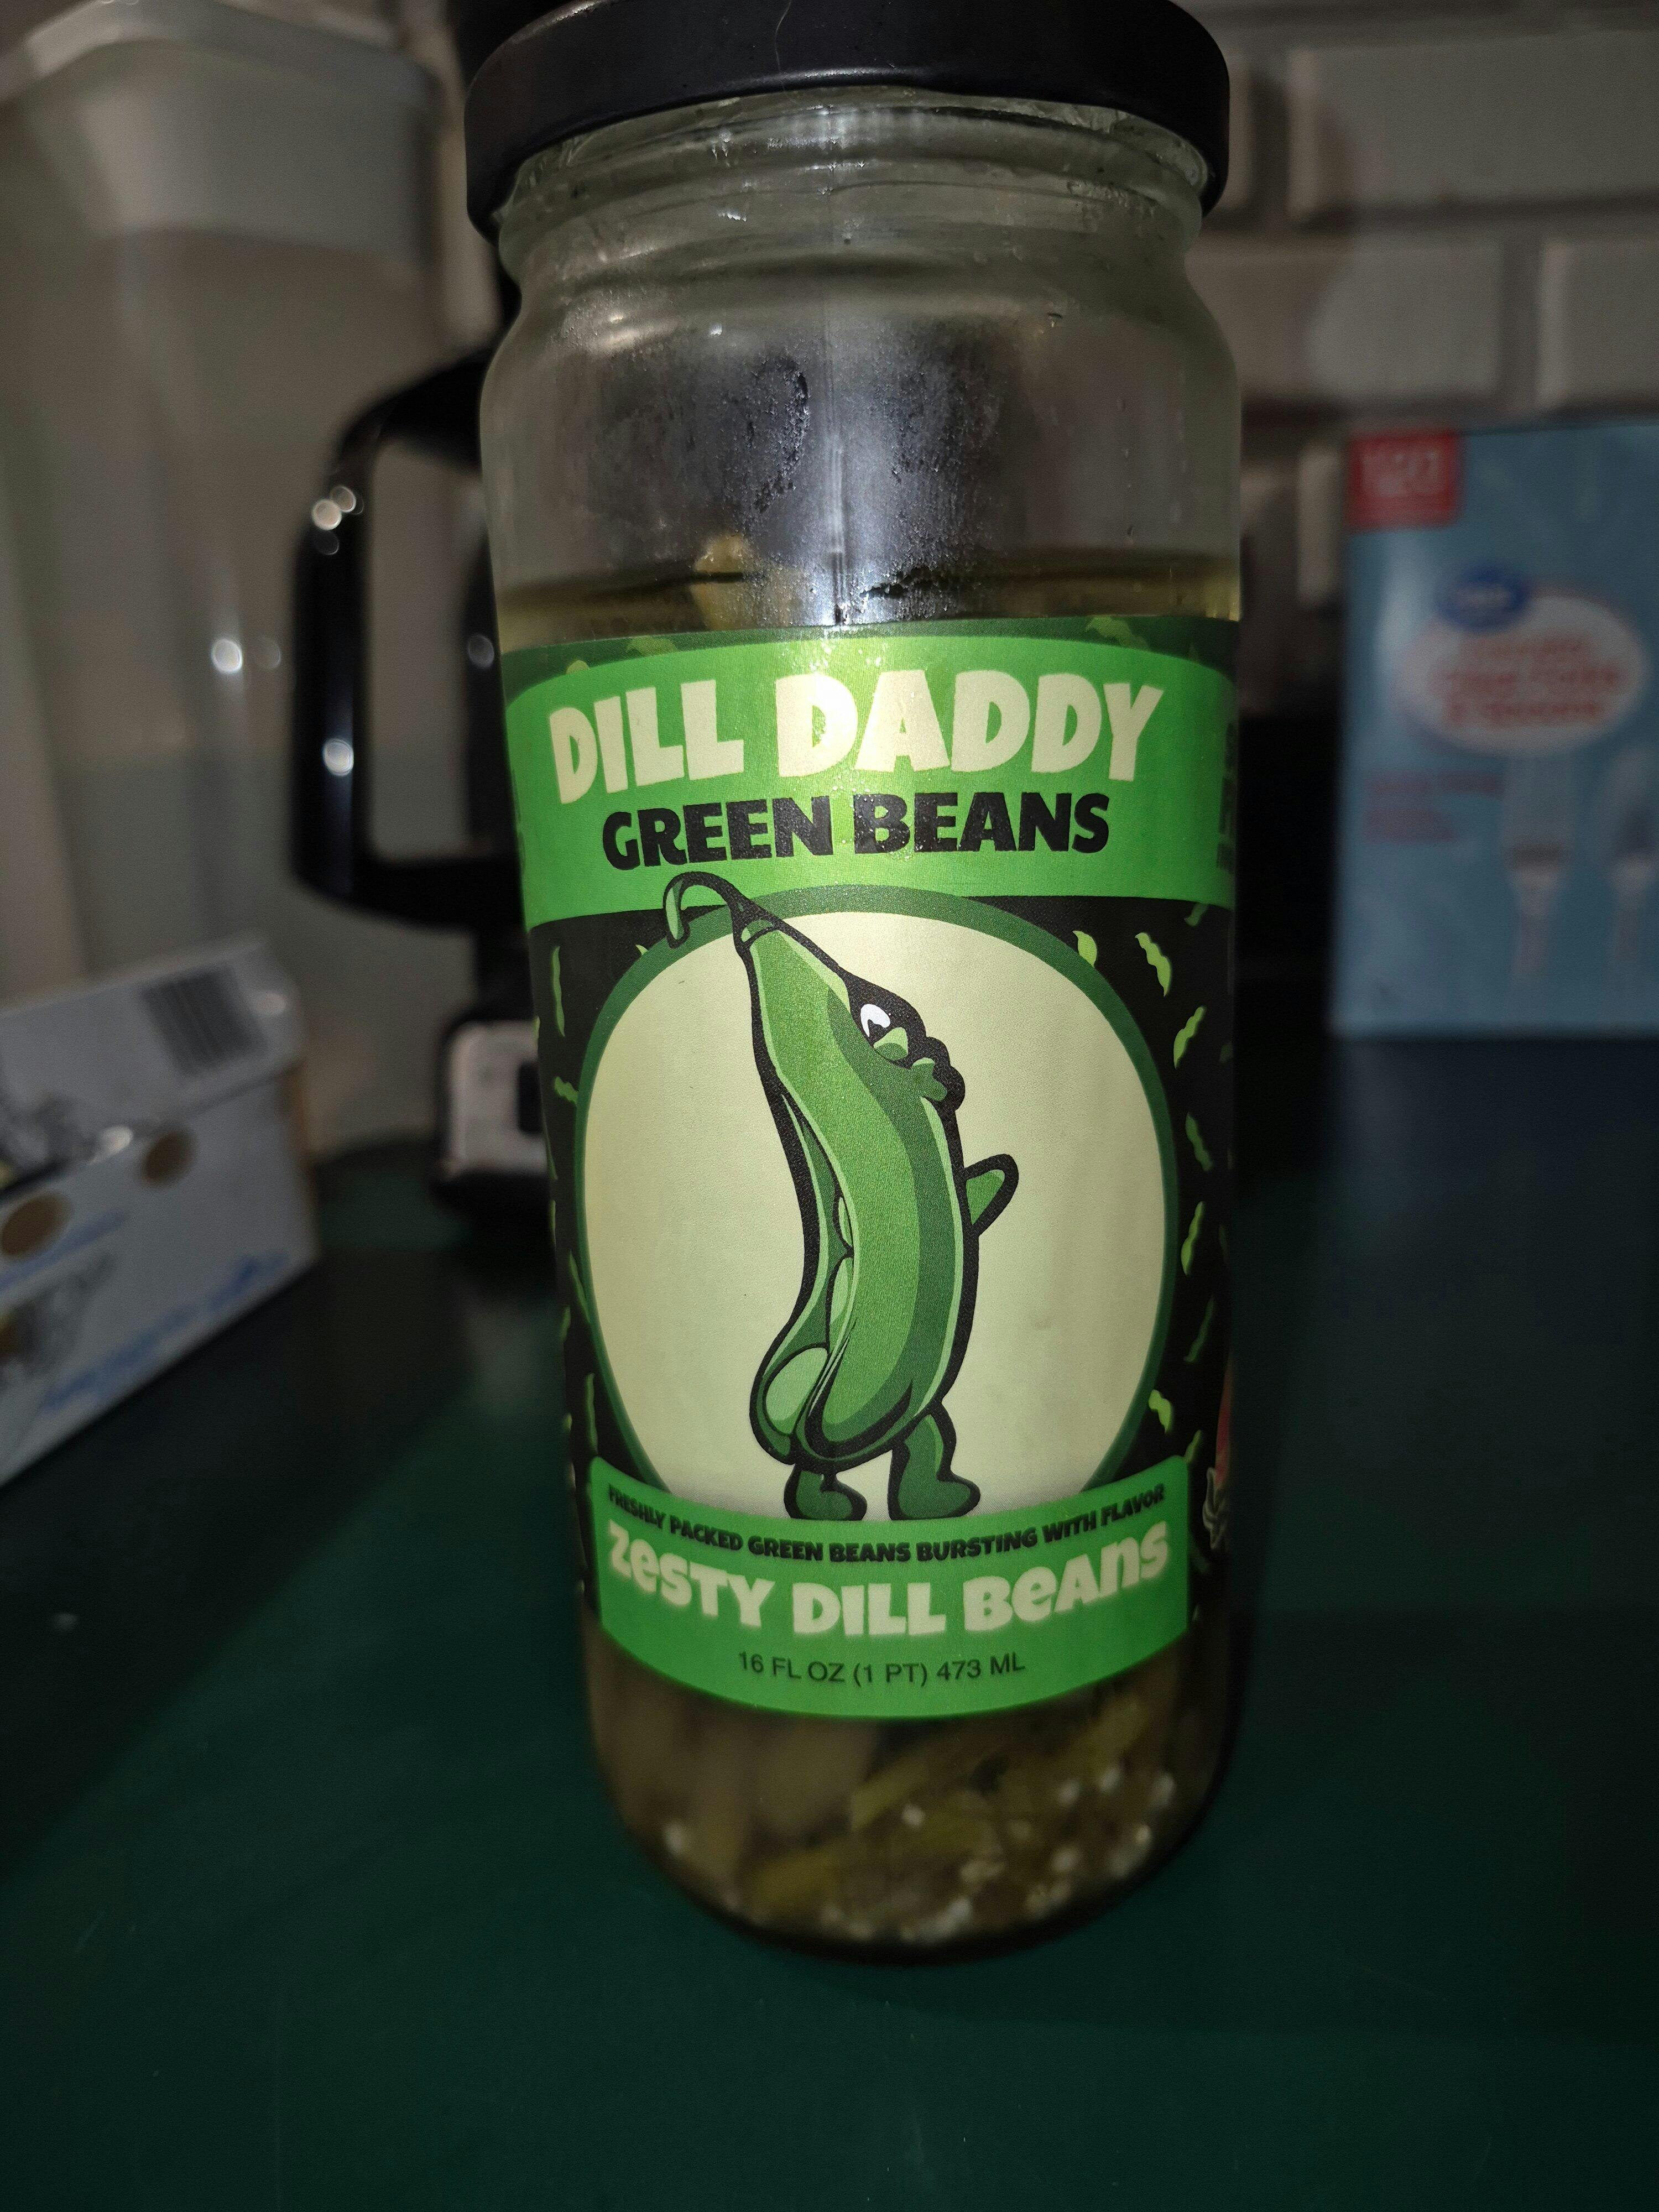 DILL DADDY
GREEN BEANS
FRESHLY PACKED GREEN BEANS BURSTING WITH FLAVOR
ZESTY DILL BEANS
16 FL OZ (1 PT) 473 ML